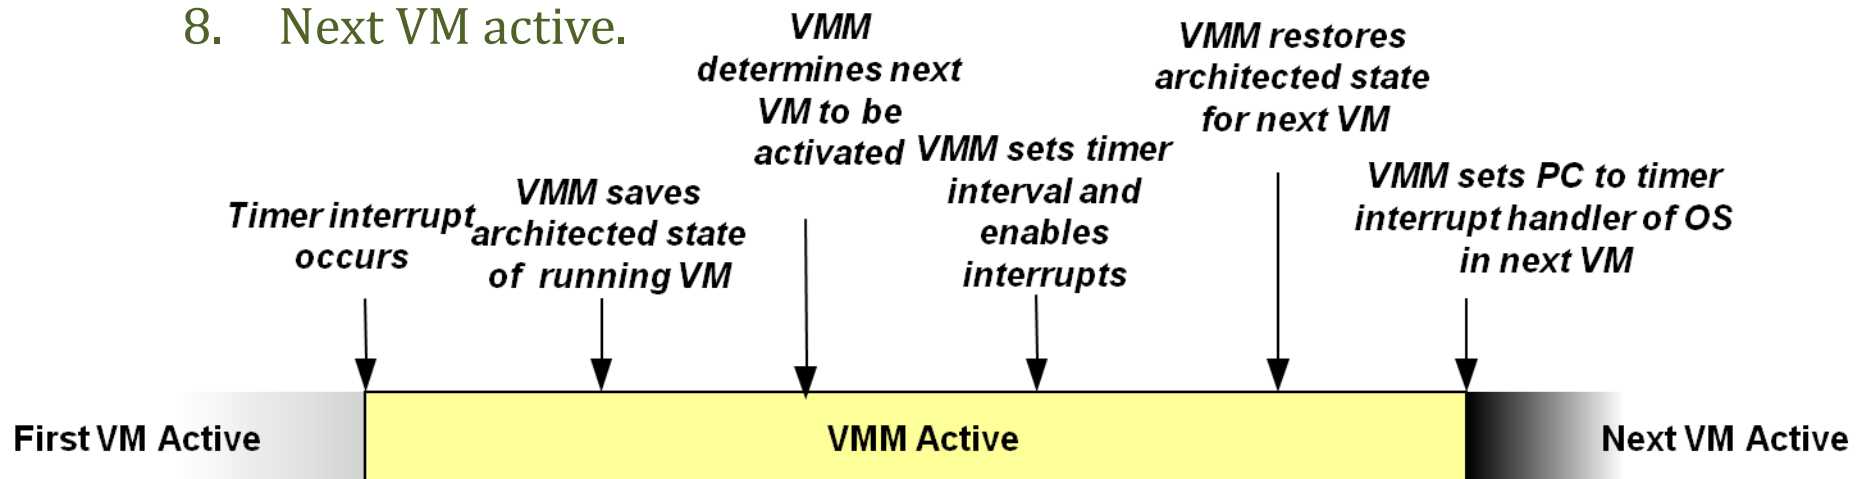 8. Next VM active.
Timer interrupt
occurs
VMM saves
architected state
of running VM
VMM
determines next
VM to be
activated
VMM sets timer
interval and
enables
interrupts
VMM restores
architected state
for next VM
VMM sets PC to timer
interrupt handler of OS
in next VM
First VM Active
VMM Active
Next VM Active